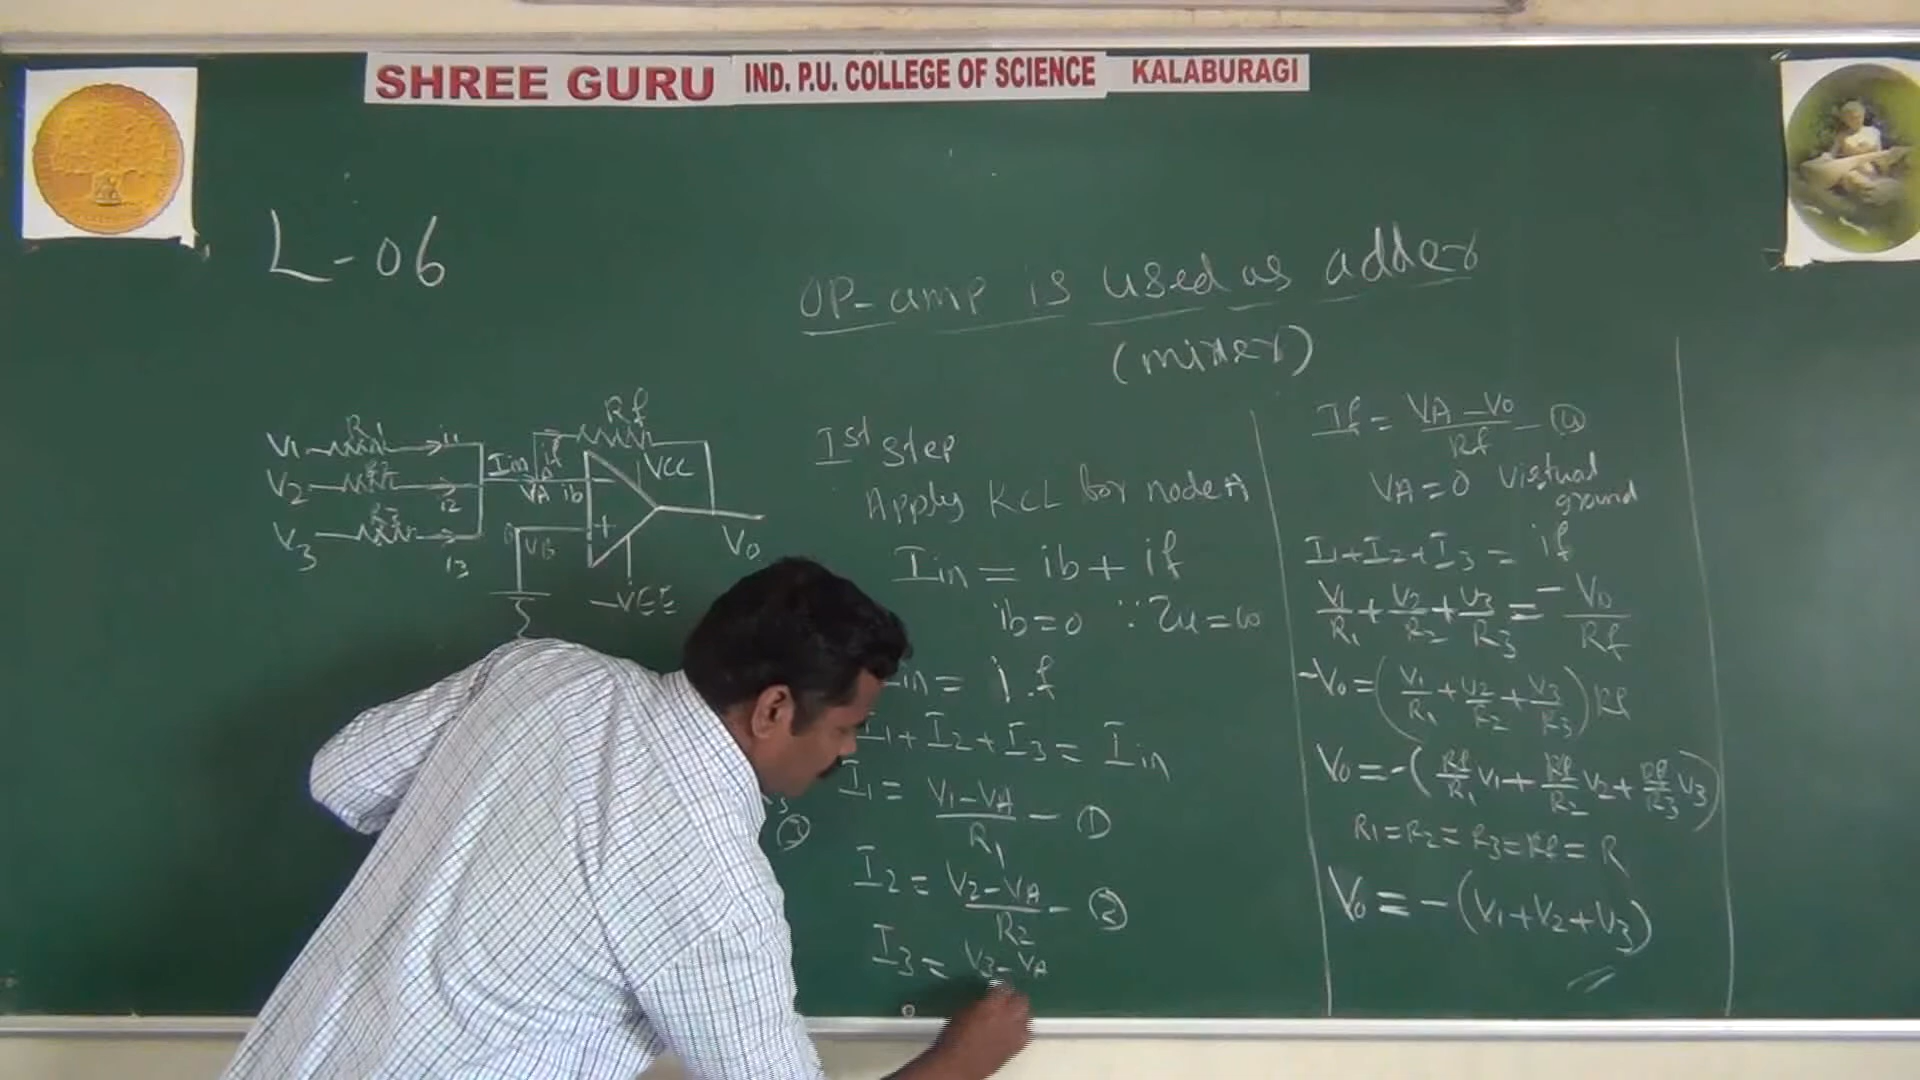 SHREE GURU IND. P.U. COLLEGE OF SCIENCE KALABURAGI
L-06
OP-amp is used as adder
(mixer)
V1 R1 i1
V2 R2 i2
V3 R3 i3
Iin if Rf
VA ib VCC
+
VB
V0
-VEE
Ist step
Apply KCL for node A
Iin = ib + if
ib=0 ∵ Zu=∞
in = i.f
I1+I2+I3 = Iin
I1 = V1-VA/R1 - ①
I2 = V2-VA/R2 - ②
I3 = V3-VA
If = VA-V0/Rf - ④
VA=0 Virtual ground
I1+I2+I3 = if
V1/R1+V2/R2+V3/R3 = -V0/Rf
-V0=(V1/R1+V2/R2+V3/R3)Rf
V0=-(Rf/R1 V1+Rf/R2 V2+Rf/R3 V3)
R1=R2=R3=Rf=R
V0=-(V1+V2+V3)